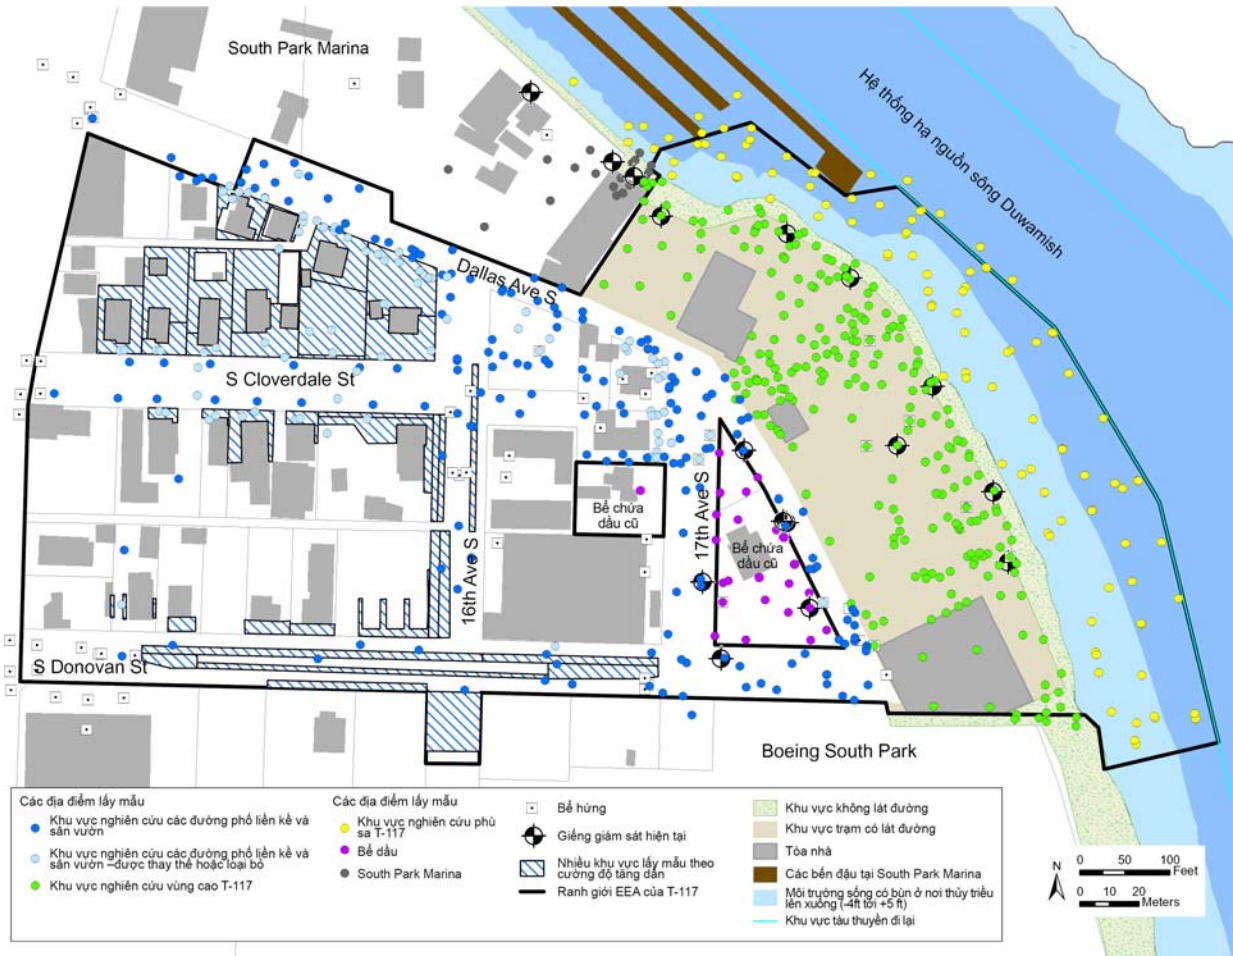 South Park Marina
Hệ thống hạ nguồn sông Duwamish
Dallas Ave S
S Cloverdale St
Bể chứa
dầu cũ
17th Ave S
Bể chứa
dầu cũ
16th Ave S
S Donovan St
Boeing South Park
Các địa điểm lấy mẫu
Khu vực nghiên cứu các đường phố liền kề và
sân vườn
Khu vực nghiên cứu các đường phố liền kề và
sân vườn –được thay thế hoặc loại bỏ
Khu vực nghiên cứu vùng cao T-117
Các địa điểm lấy mẫu
Khu vực nghiên cứu phù
sa T-117
Bể dầu
South Park Marina
Bể hứng
Giếng giám sát hiện tại
Nhiều khu vực lấy mẫu theo
cường độ tăng dần
Ranh giới EEA của T-117
Khu vực không lát đường
Khu vực trạm có lát đường
Tòa nhà
Các bến đậu tại South Park Marina
Môi trường sống có bùn ở nơi thủy triều
lên xuống (-4ft tới +5 ft)
Khu vực tàu thuyền đi lại
N
0 50 100
Feet
0 10 20
Meters